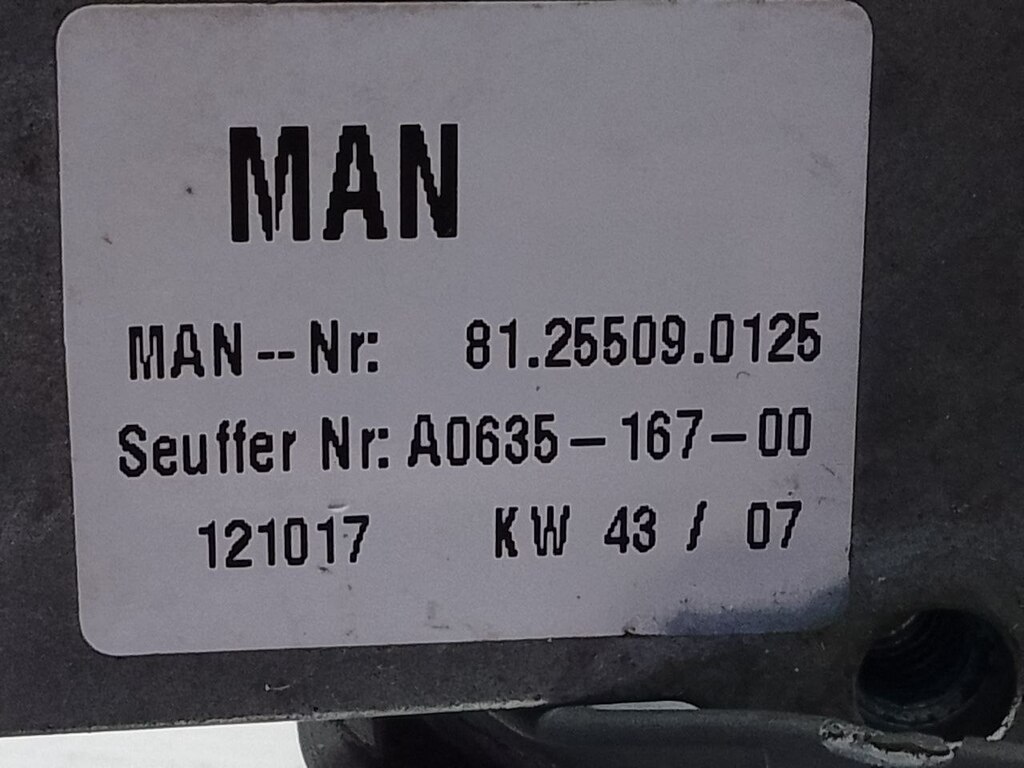 MAN
MAN--Nr: 81.25509.0125
Seuffer Nr: A0635-167-00
121017 KW 43 / 07